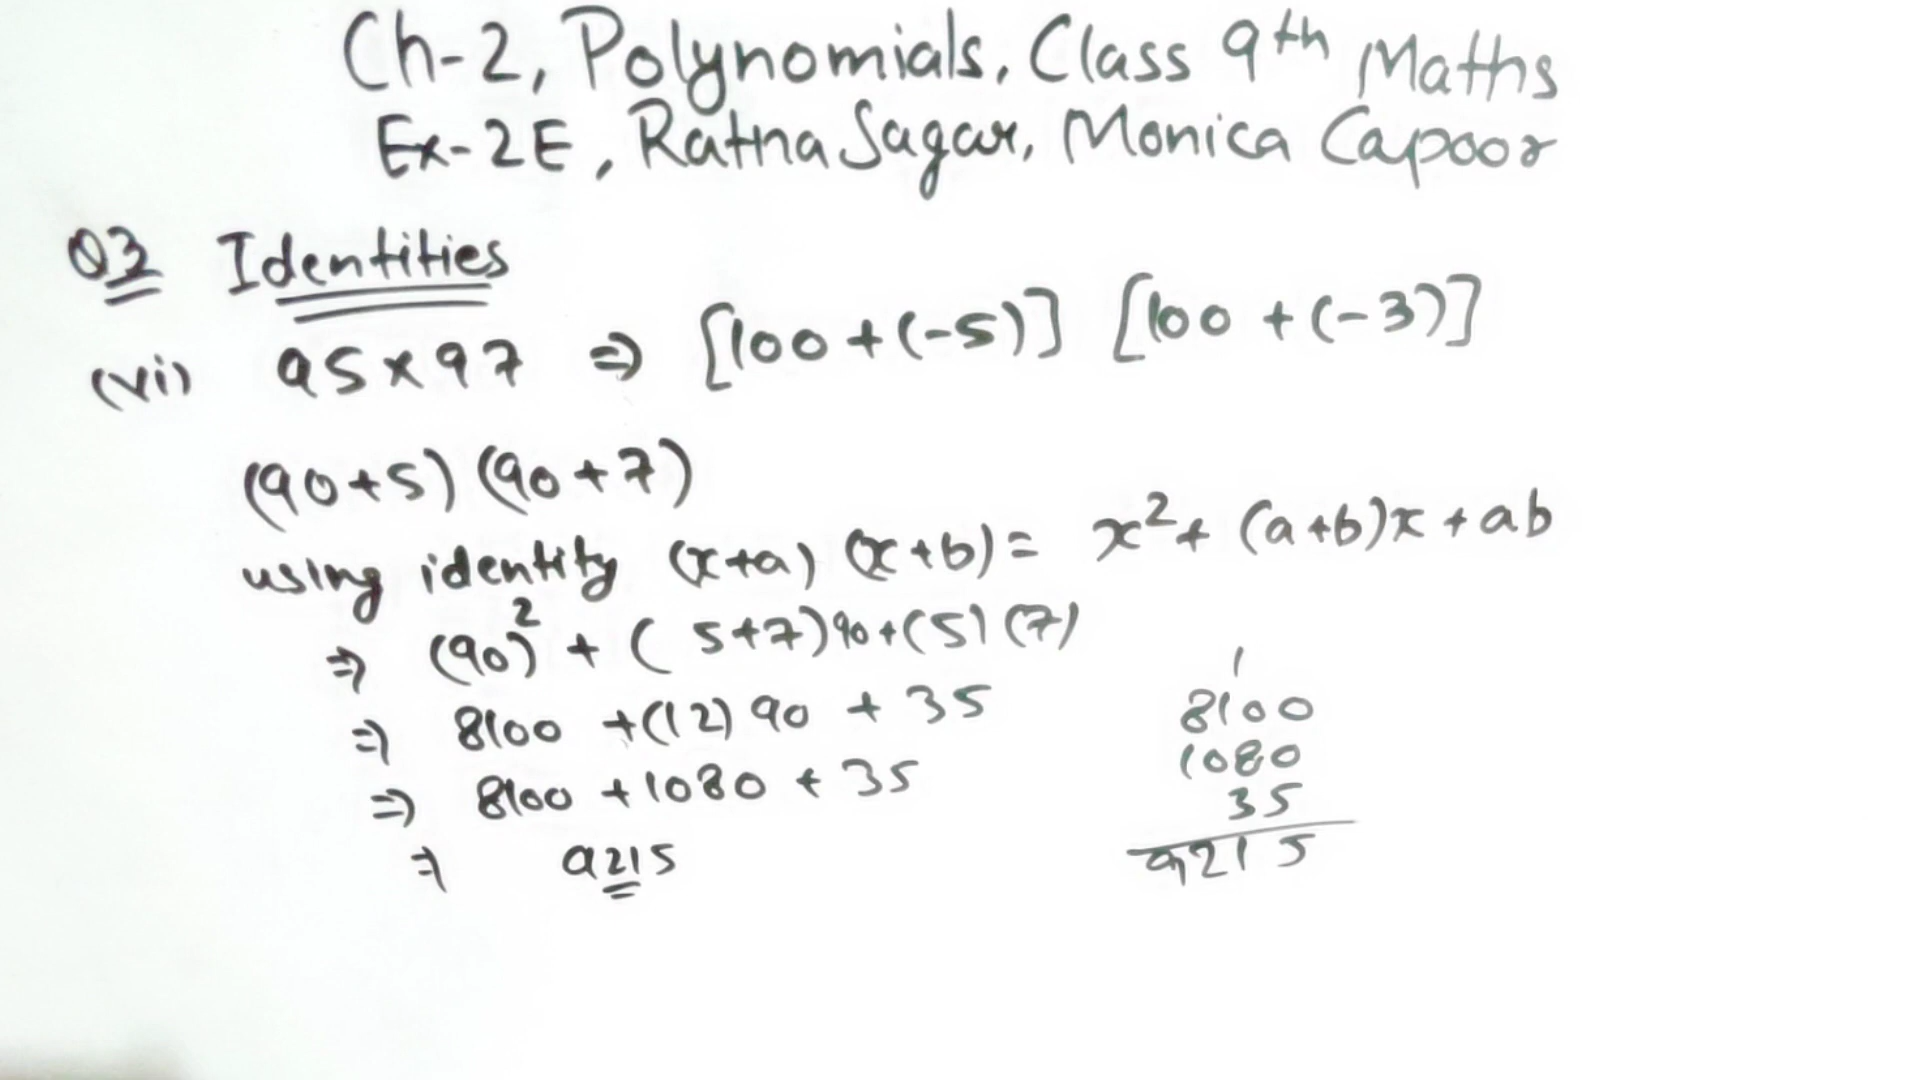 Ch-2, Polynomials, Class 9th Maths
Ex-2E, Ratna Sagar, Monica Capoor
Q3 Identities
(vi) 95×97 ⇒ [100+(-5)] [100+(-3)]
(90+5) (90+7)
using identity (x+a) (x+b) = x²+ (a+b)x + ab
⇒ (90)² + (5+7)90+(5)(7)
⇒ 8100 +(12) 90 + 35
⇒ 8100 + 1080 + 35
⇒ 9215
1
8100
1080
35
9215